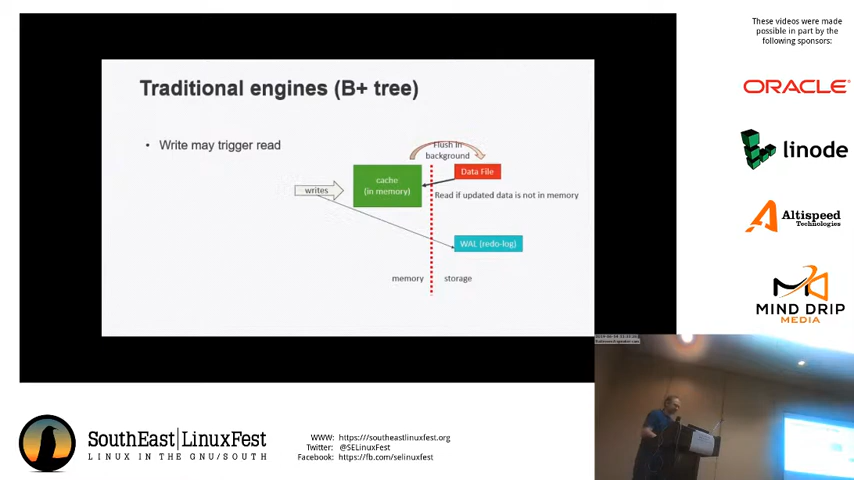 These videos were made
possible in part by the
following sponsors:
ORACLE
linode
Altispeed
Technologies
MIND DRIP
MEDIA
Traditional engines (B+ tree)
• Write may trigger read
Flush in
background
cache
(in memory)
Data File
writes
Read if updated data is not in memory
WAL (redo-log)
memory
storage
SouthEast|LinuxFest
LINUX IN THE GNU/SOUTH
WWW: https:///southeastlinuxfest.org
Twitter: @SELinuxFest
Facebook: https://fb.com/selinuxfest